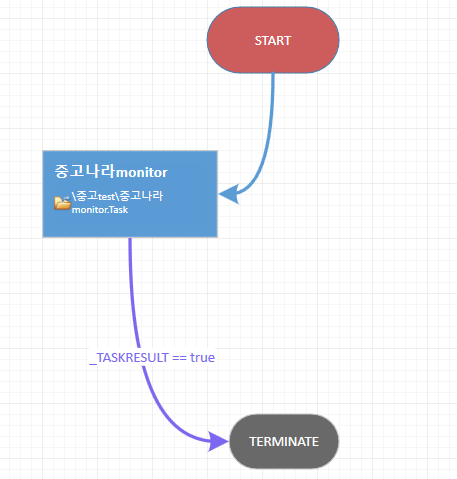 START
중고나라monitor
\중고test\중고나라
monitor.Task
_TASKRESULT == true
TERMINATE